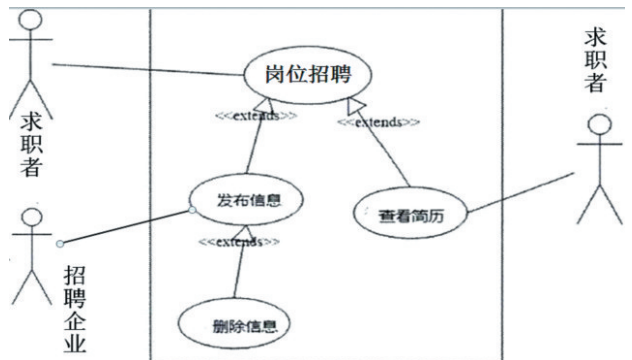 岗位招聘
求职者
<<extends>>
<<extends>>
求职者
发布信息
查看简历
<<extends>>
招聘企业
删除信息